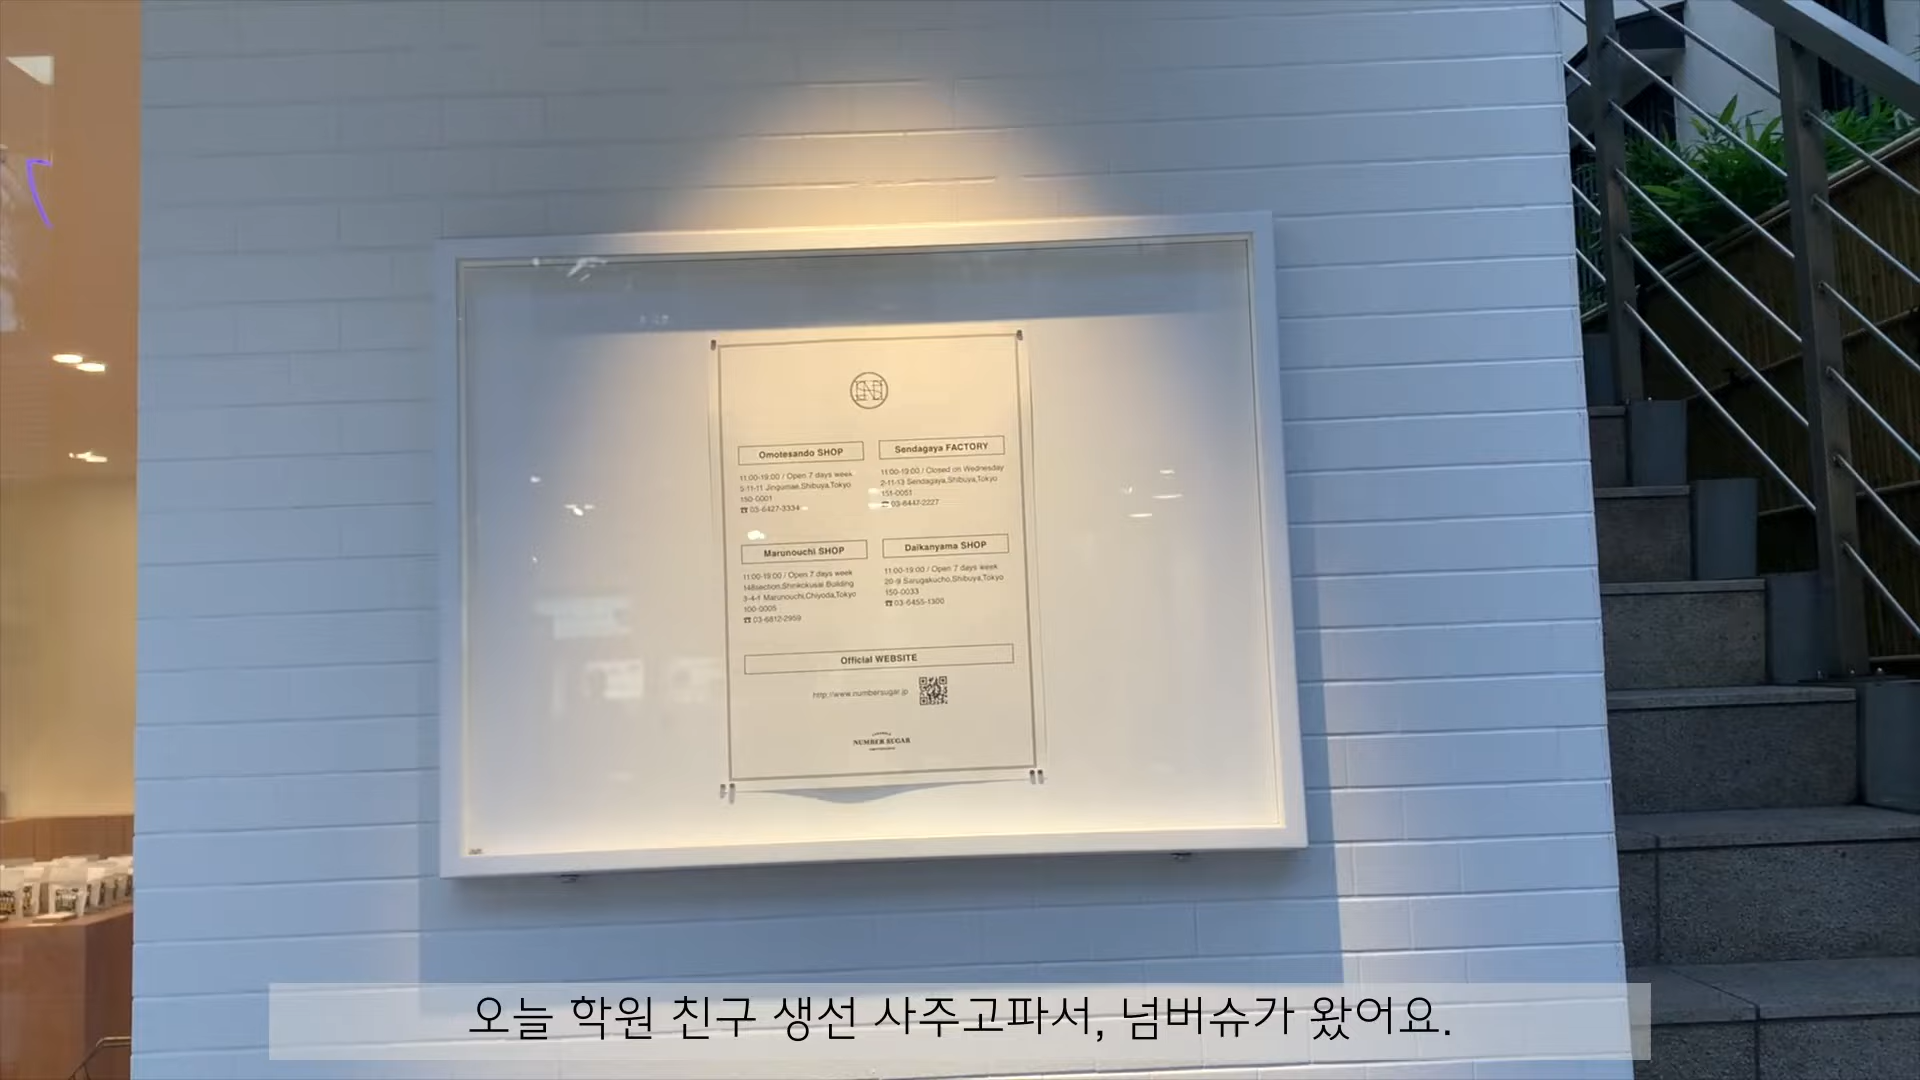 Omotesando SHOP
11:00-19:00 / Open 7 days week
5-11-11 Jingumae,Shibuya,Tokyo
150-0001
☎ 03-6427-3334
Sendagaya FACTORY
11:00-19:00 / Closed on Wednesday
2-11-13 Sendagaya,Shibuya,Tokyo
151-0051
☎ 03-6447-2227
Marunouchi SHOP
11:00-19:00 / Open 7 days week
148section,Shinkokusai Building
3-4-1 Marunouchi,Chiyoda,Tokyo
100-0005
☎ 03-6812-2959
Daikanyama SHOP
11:00-19:00 / Open 7 days week
20-9 Sarugakucho,Shibuya,Tokyo
150-0033
☎ 03-6455-1300
Official WEBSITE
http://www.numbersugar.jp
NUMBER SUGAR
오늘 학원 친구 생선 사주고파서, 넘버슈가 왔어요.